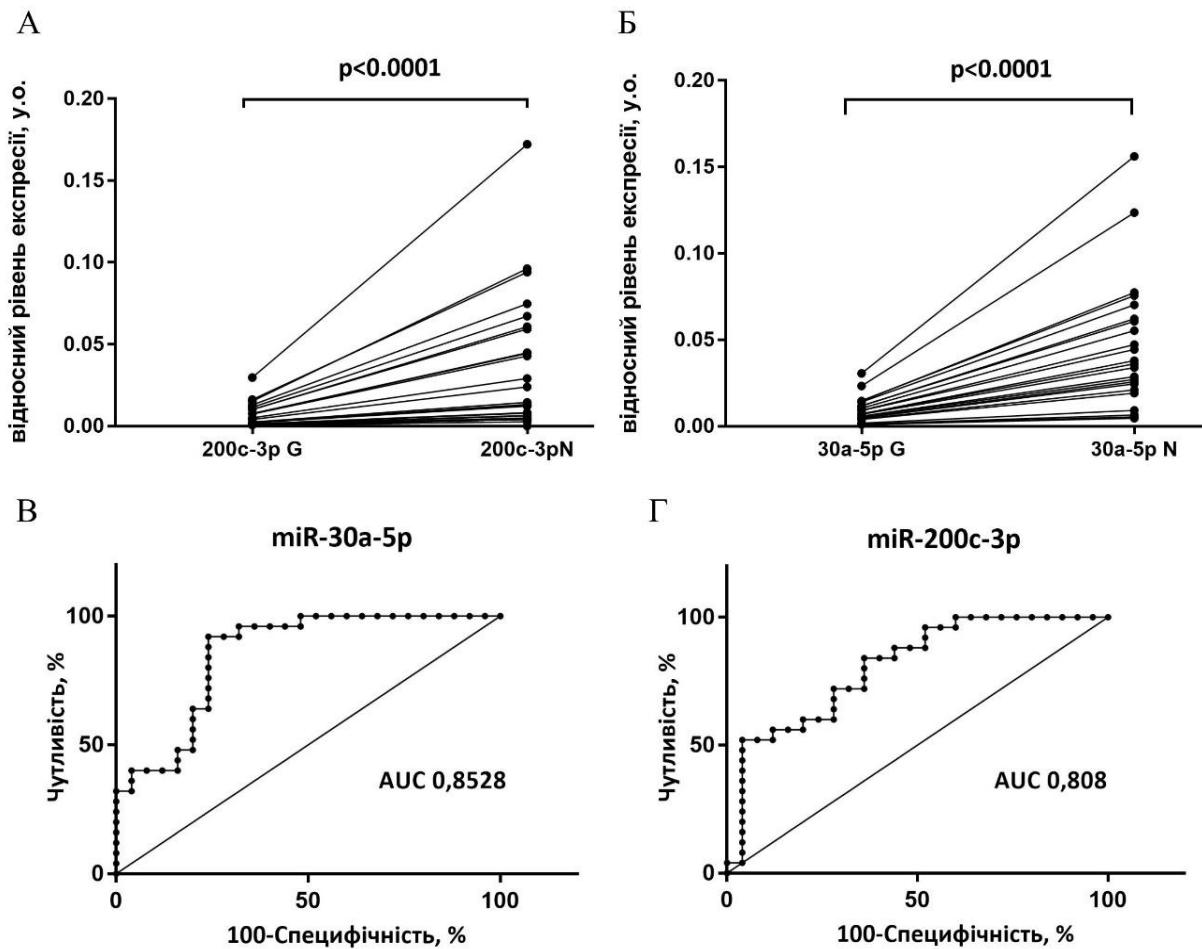 А
p<0.0001
відносний рівень експресії, у.о.
0.20
0.15
0.10
0.05
0.00
200c-3p G
200c-3pN
Б
p<0.0001
відносний рівень експресії, у.о.
0.20
0.15
0.10
0.05
0.00
30a-5p G
30a-5p N
В
miR-30a-5p
Чутливість, %
100
50
0
AUC 0,8528
0
50
100
100-Специфічність, %
Г
miR-200c-3p
Чутливість, %
100
50
0
AUC 0,808
0
50
100
100-Специфічність, %